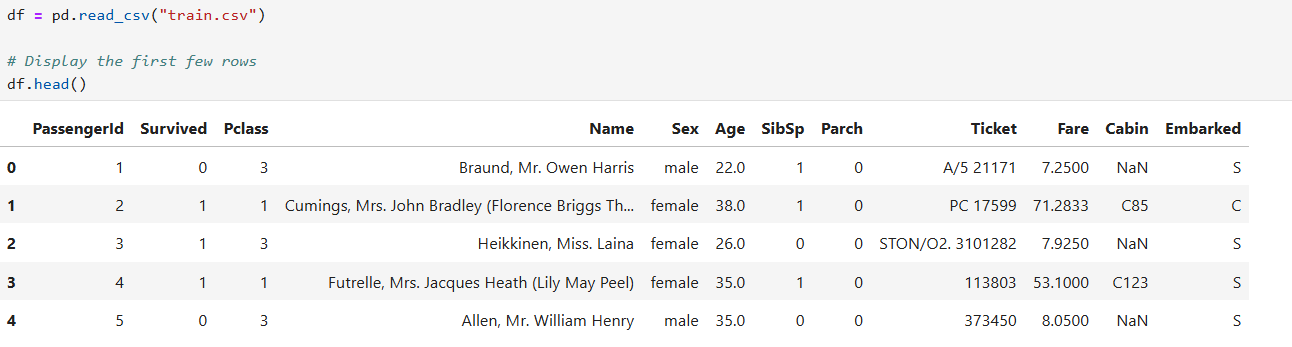 df = pd.read_csv("train.csv")
# Display the first few rows
df.head()
PassengerId Survived Pclass Name Sex Age SibSp Parch Ticket Fare Cabin Embarked
0 1 0 3 Braund, Mr. Owen Harris male 22.0 1 0 A/5 21171 7.2500 NaN S
1 2 1 1 Cumings, Mrs. John Bradley (Florence Briggs Th... female 38.0 1 0 PC 17599 71.2833 C85 C
2 3 1 3 Heikkinen, Miss. Laina female 26.0 0 0 STON/O2. 3101282 7.9250 NaN S
3 4 1 1 Futrelle, Mrs. Jacques Heath (Lily May Peel) female 35.0 1 0 113803 53.1000 C123 S
4 5 0 3 Allen, Mr. William Henry male 35.0 0 0 373450 8.0500 NaN S